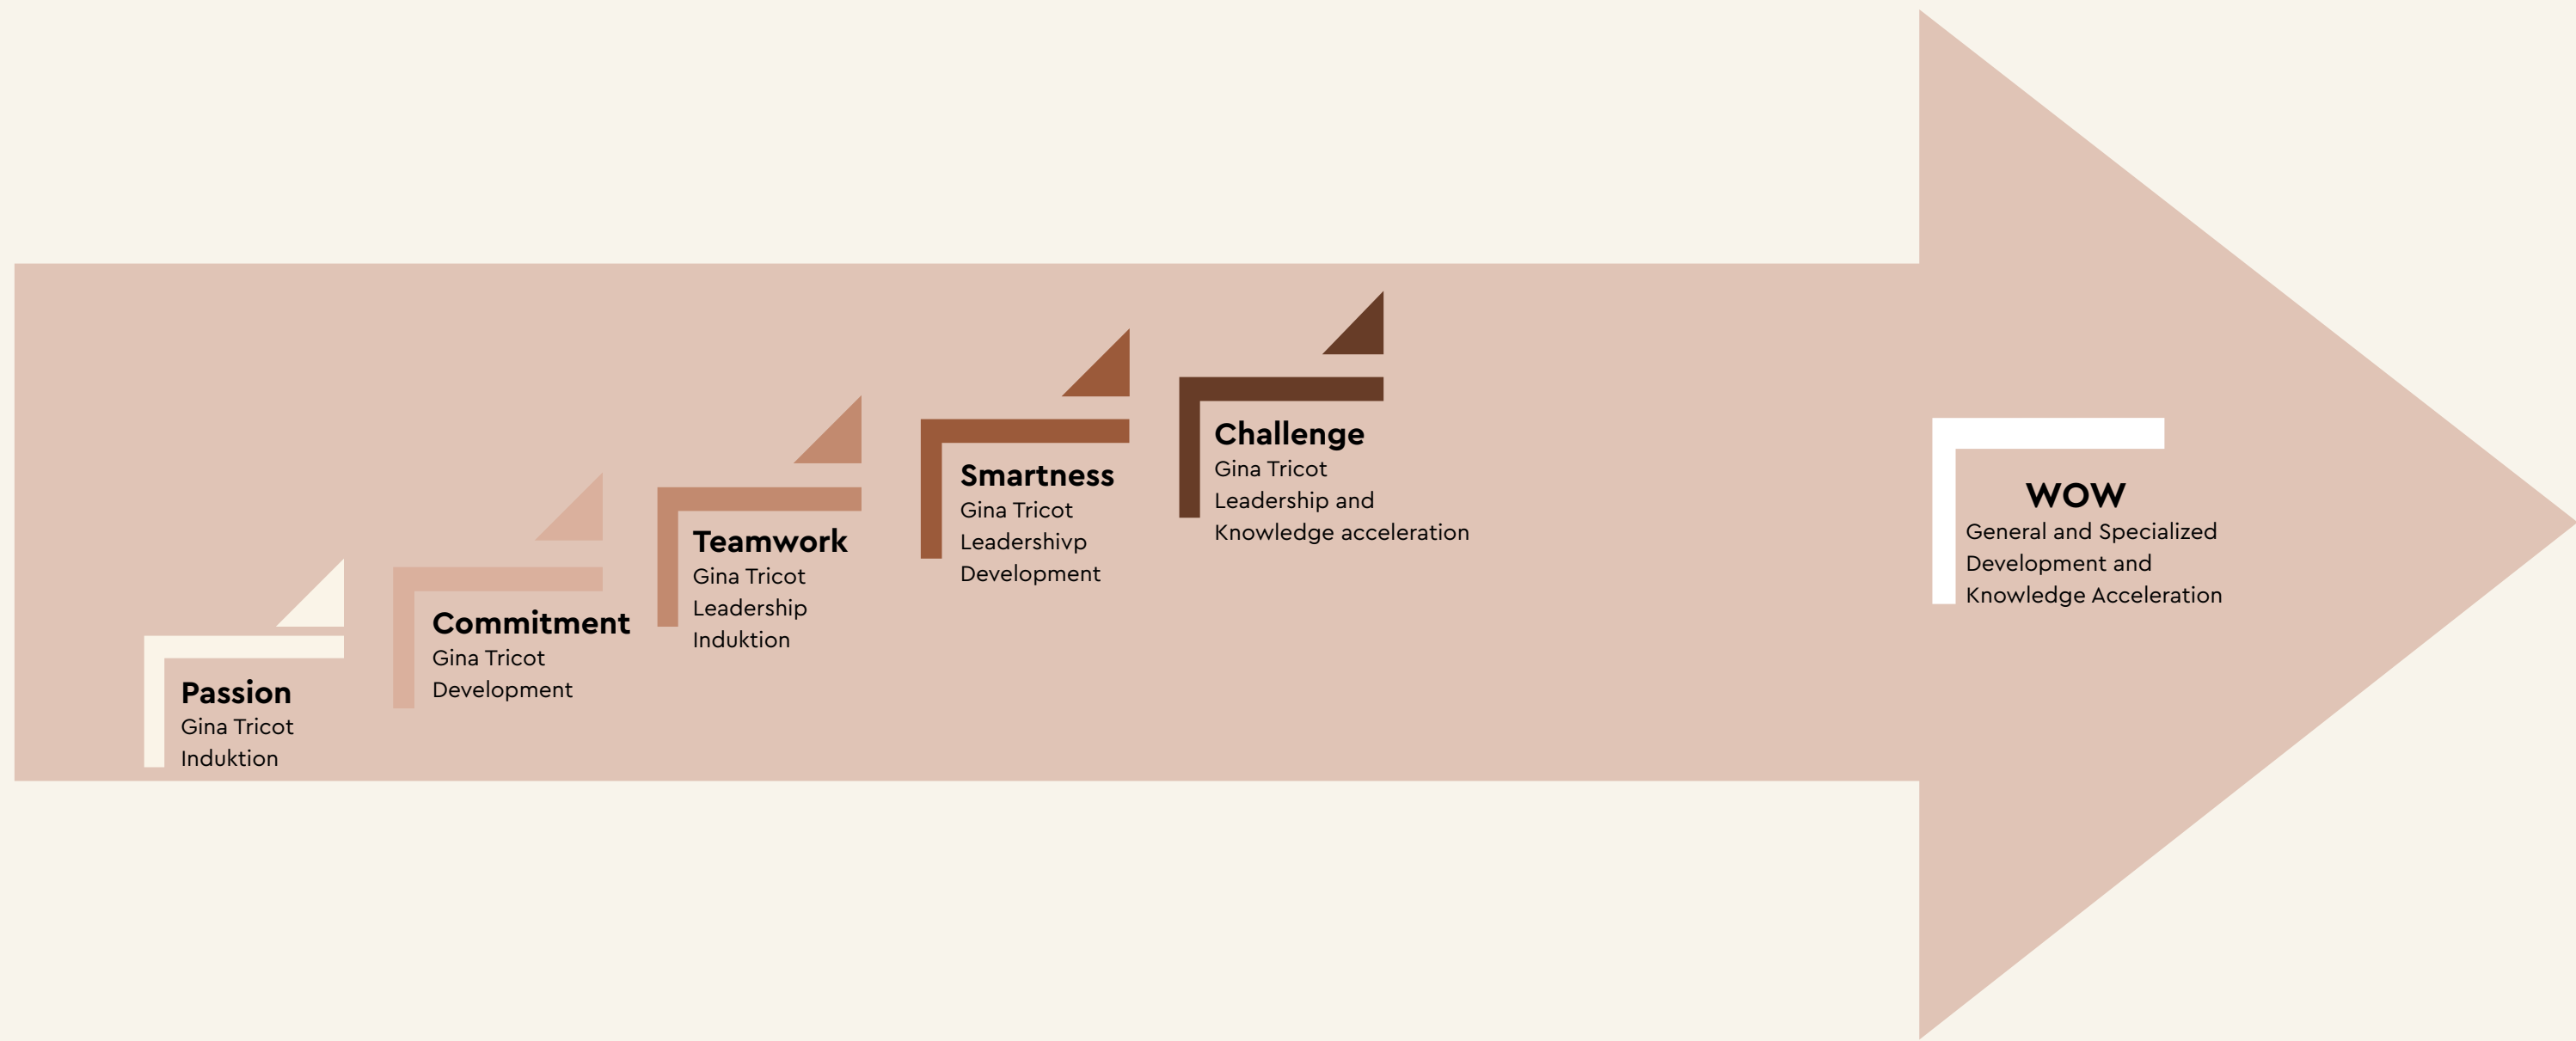 Passion
Gina Tricot
Induktion
Commitment
Gina Tricot
Development
Teamwork
Gina Tricot
Leadership
Induktion
Smartness
Gina Tricot
Leadershivp
Development
Challenge
Gina Tricot
Leadership and
Knowledge acceleration
WOW
General and Specialized
Development and
Knowledge Acceleration